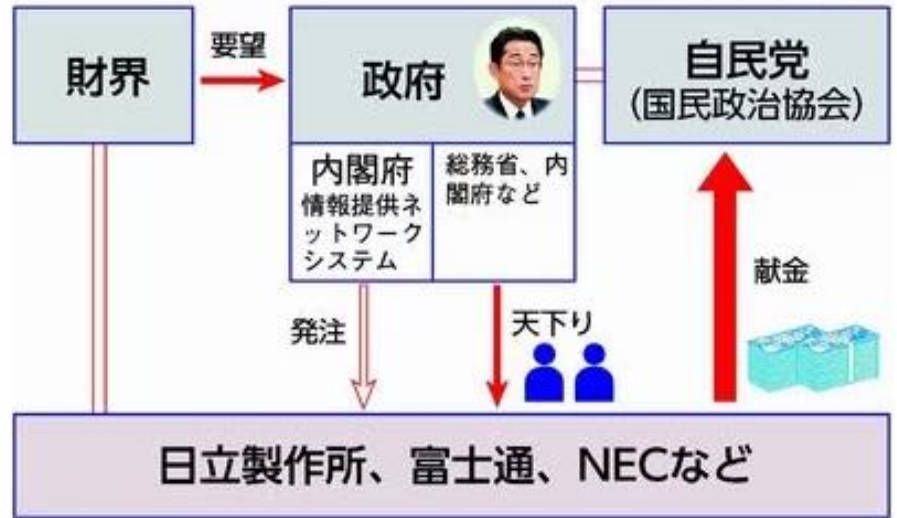 財界
要望
政府
自民党
(国民政治協会)
内閣府
情報提供ネ
ットワーク
システム
総務省、内
閣府など
発注
天下り
献金
日立製作所、富士通、NECなど